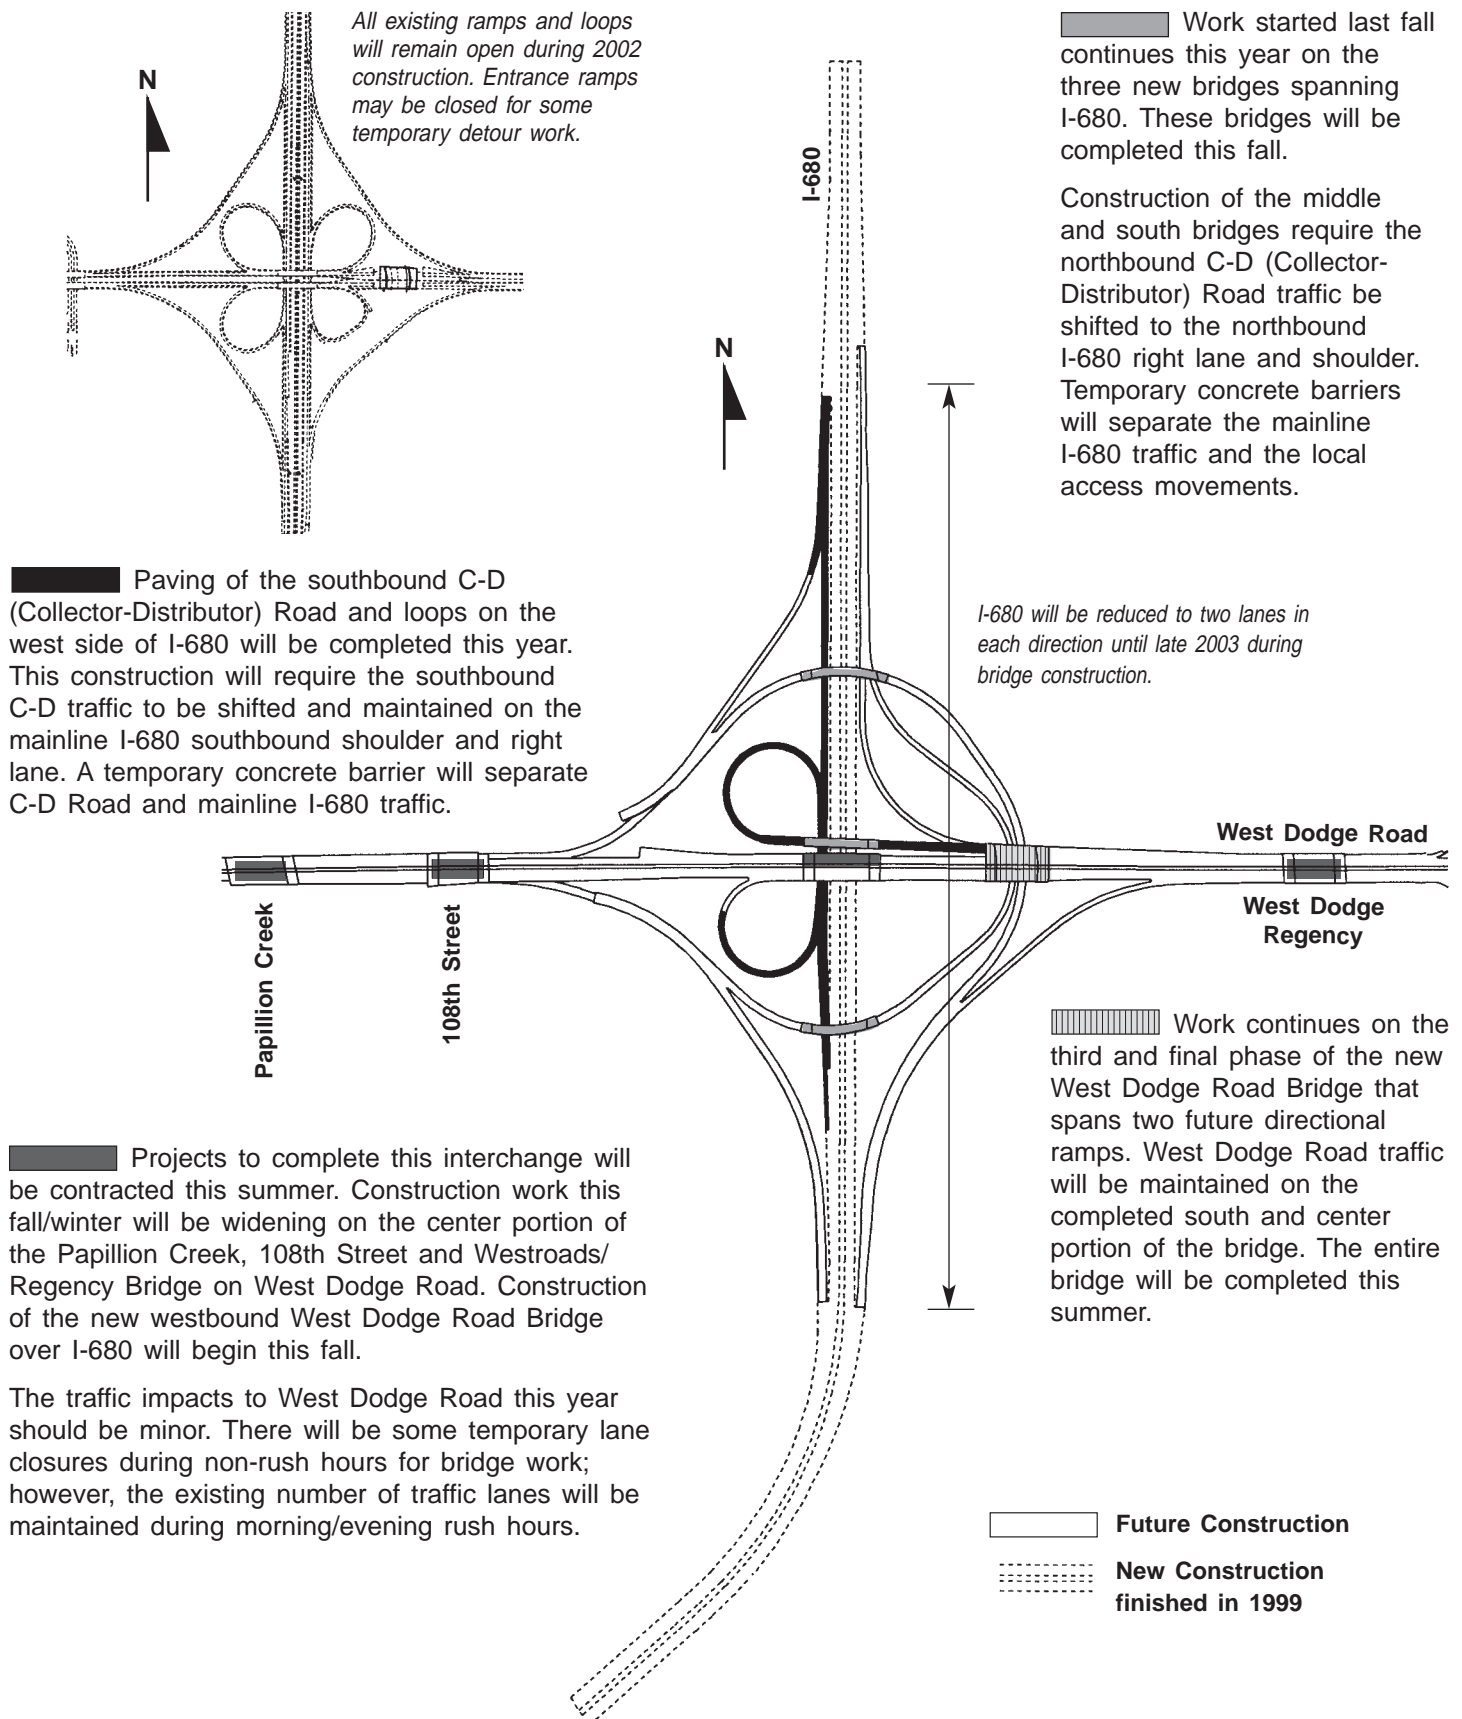 All existing ramps and loops
will remain open during 2002
construction. Entrance ramps
may be closed for some
temporary detour work.
N
Work started last fall
continues this year on the
three new bridges spanning
I-680. These bridges will be
completed this fall.
Construction of the middle
and south bridges require the
northbound C-D (Collector-
Distributor) Road traffic be
shifted to the northbound
I-680 right lane and shoulder.
Temporary concrete barriers
will separate the mainline
I-680 traffic and the local
access movements.
I-680
N
Paving of the southbound C-D
(Collector-Distributor) Road and loops on the
west side of I-680 will be completed this year.
This construction will require the southbound
C-D traffic to be shifted and maintained on the
mainline I-680 southbound shoulder and right
lane. A temporary concrete barrier will separate
C-D Road and mainline I-680 traffic.
I-680 will be reduced to two lanes in
each direction until late 2003 during
bridge construction.
West Dodge Road
West Dodge
Regency
Papillion Creek
108th Street
Work continues on the
third and final phase of the new
West Dodge Road Bridge that
spans two future directional
ramps. West Dodge Road traffic
will be maintained on the
completed south and center
portion of the bridge. The entire
bridge will be completed this
summer.
Projects to complete this interchange will
be contracted this summer. Construction work this
fall/winter will be widening on the center portion of
the Papillion Creek, 108th Street and Westroads/
Regency Bridge on West Dodge Road. Construction
of the new westbound West Dodge Road Bridge
over I-680 will begin this fall.
The traffic impacts to West Dodge Road this year
should be minor. There will be some temporary lane
closures during non-rush hours for bridge work;
however, the existing number of traffic lanes will be
maintained during morning/evening rush hours.
Future Construction
New Construction
finished in 1999